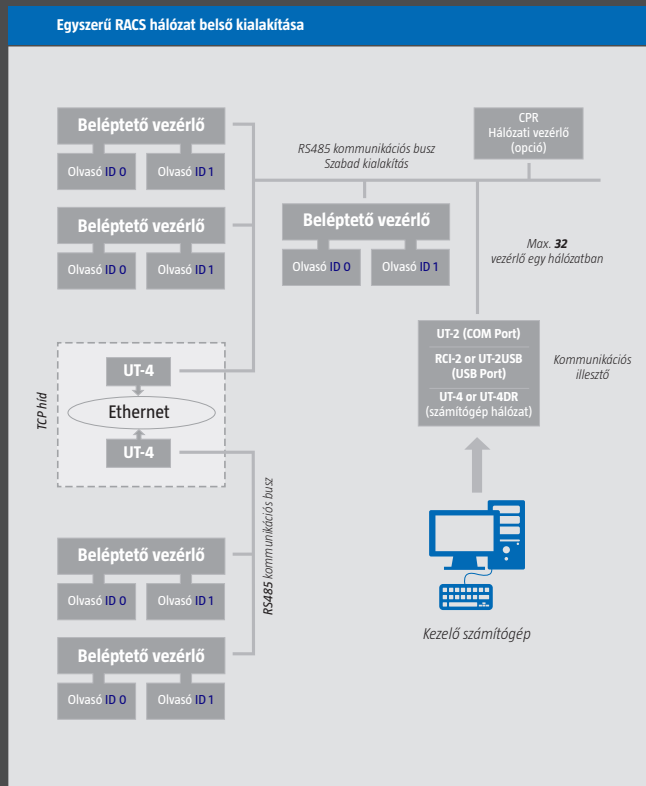 Egyszerű RACS hálózat belső kialakítása
Beléptető vezérlő
Olvasó ID 0
Olvasó ID 1
Beléptető vezérlő
Olvasó ID 0
Olvasó ID 1
RS485 kommunikációs busz
Szabad kialakítás
CPR
Hálózati vezérlő
(opció)
Beléptető vezérlő
Olvasó ID 0
Olvasó ID 1
Max. 32
vezérlő egy hálózatban
TCP híd
UT-4
Ethernet
UT-4
UT-2 (COM Port)
RCI-2 or UT-2USB
(USB Port)
UT-4 or UT-4DR
(számítógép hálózat)
Kommunikációs
illesztő
RS485 kommunikációs busz
Beléptető vezérlő
Olvasó ID 0
Olvasó ID 1
Beléptető vezérlő
Olvasó ID 0
Olvasó ID 1
Kezelő számítógép